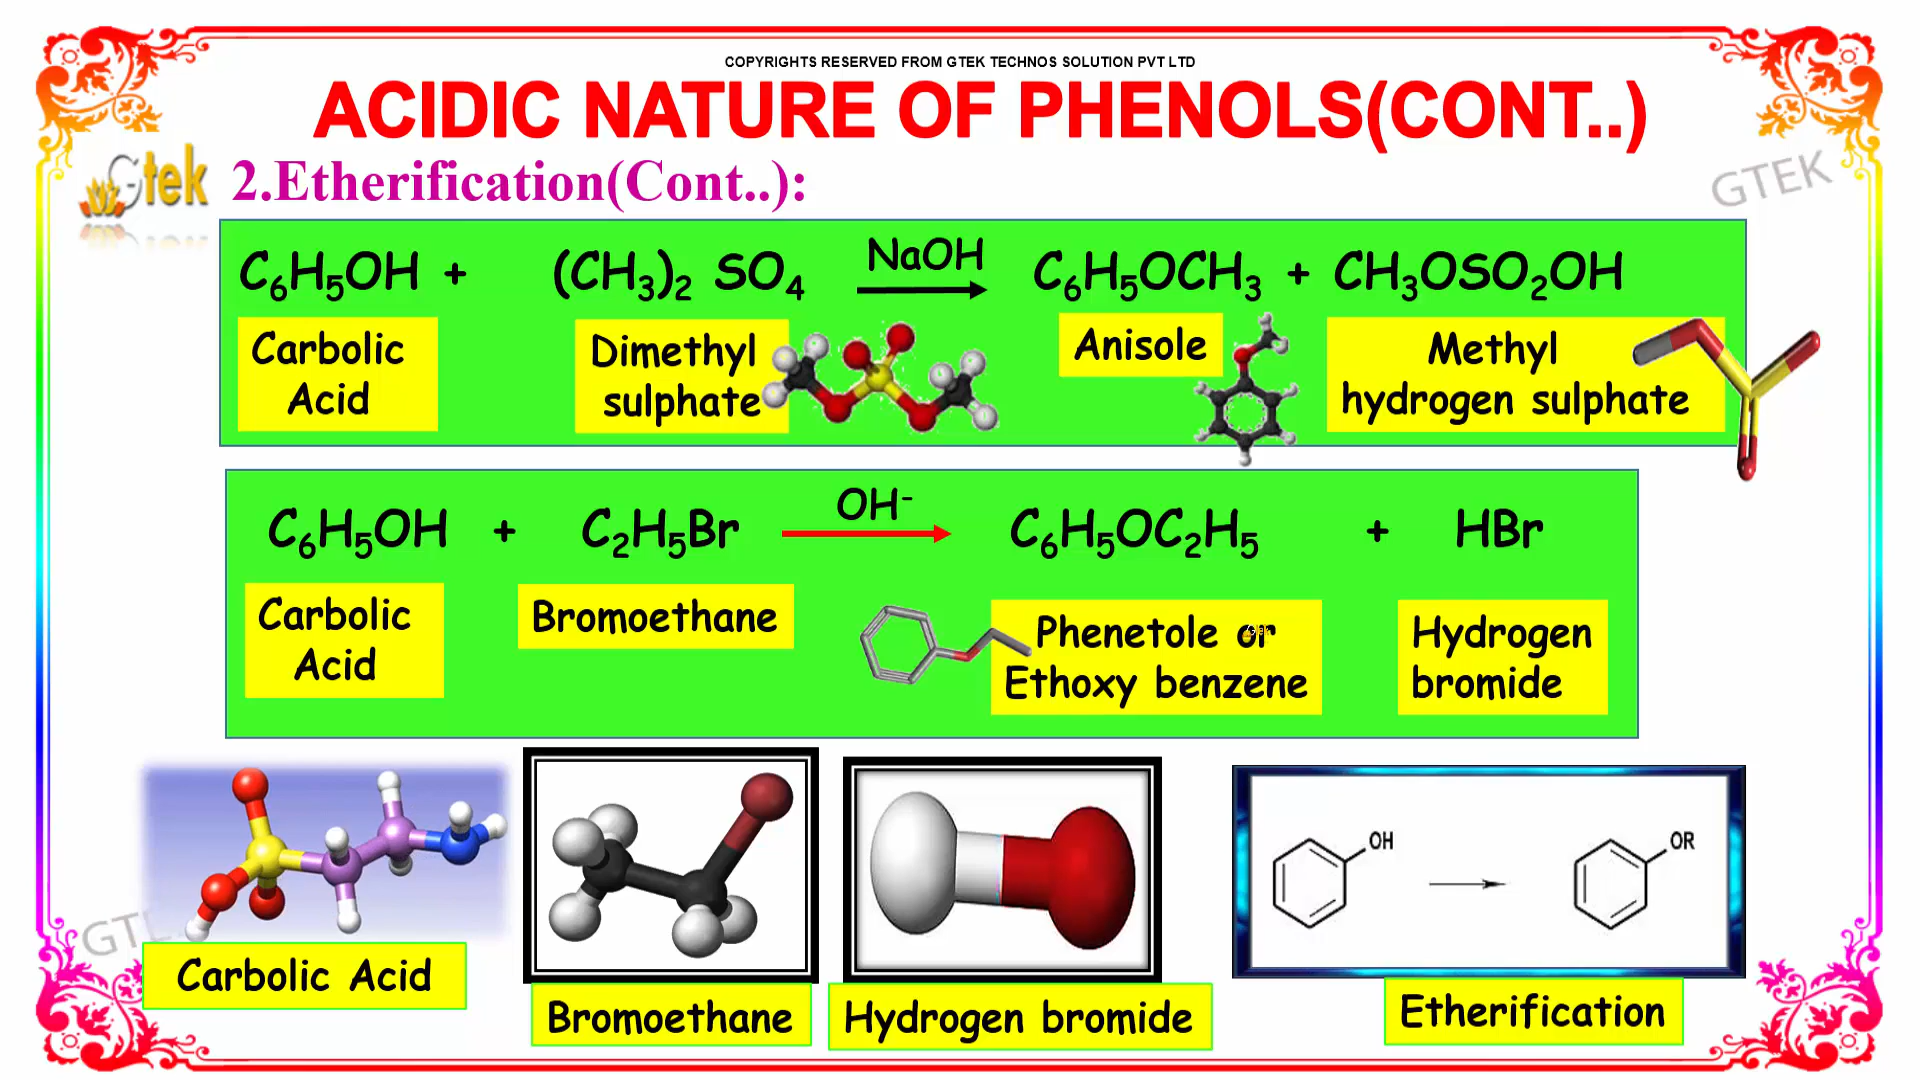 COPYRIGHTS RESERVED FROM GTEK TECHNOS SOLUTION PVT LTD
ACIDIC NATURE OF PHENOLS(CONT..)
Gtek
2.Etherification(Cont..):
GTEK
C₆H₅OH + (CH₃)₂ SO₄ NaOH C₆H₅OCH₃ + CH₃OSO₂OH
Carbolic
Acid
Dimethyl
sulphate
Anisole
Methyl
hydrogen sulphate
C₆H₅OH + C₂H₅Br OH⁻ C₆H₅OC₂H₅ + HBr
Carbolic
Acid
Bromoethane
Phenetole or
Ethoxy benzene
Hydrogen
bromide
OH
OR
Carbolic Acid
Bromoethane
Hydrogen bromide
Etherification
GTEK